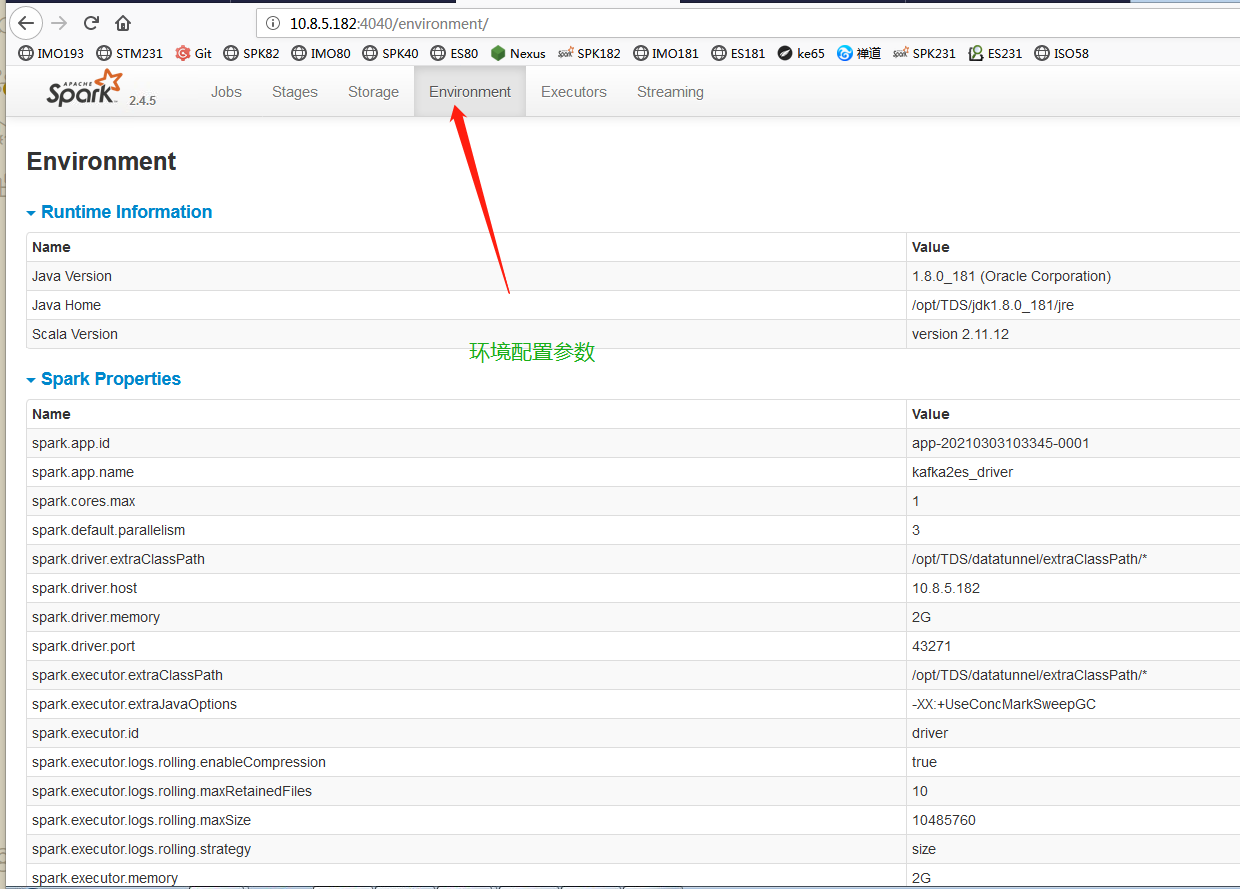 10.8.5.182:4040/environment/
IMO193 STM231 Git SPK82 IMO80 SPK40 ES80 Nexus SPK182 IMO181 ES181 ke65 禅道 SPK231 ES231 ISO58
APACHE Spark 2.4.5 Jobs Stages Storage Environment Executors Streaming
Environment
Runtime Information
Name Value
Java Version 1.8.0_181 (Oracle Corporation)
Java Home /opt/TDS/jdk1.8.0_181/jre
Scala Version version 2.11.12
环境配置参数
Spark Properties
Name Value
spark.app.id app-20210303103345-0001
spark.app.name kafka2es_driver
spark.cores.max 1
spark.default.parallelism 3
spark.driver.extraClassPath /opt/TDS/datatunnel/extraClassPath/*
spark.driver.host 10.8.5.182
spark.driver.memory 2G
spark.driver.port 43271
spark.executor.extraClassPath /opt/TDS/datatunnel/extraClassPath/*
spark.executor.extraJavaOptions -XX:+UseConcMarkSweepGC
spark.executor.id driver
spark.executor.logs.rolling.enableCompression true
spark.executor.logs.rolling.maxRetainedFiles 10
spark.executor.logs.rolling.maxSize 10485760
spark.executor.logs.rolling.strategy size
spark.executor.memory 2G